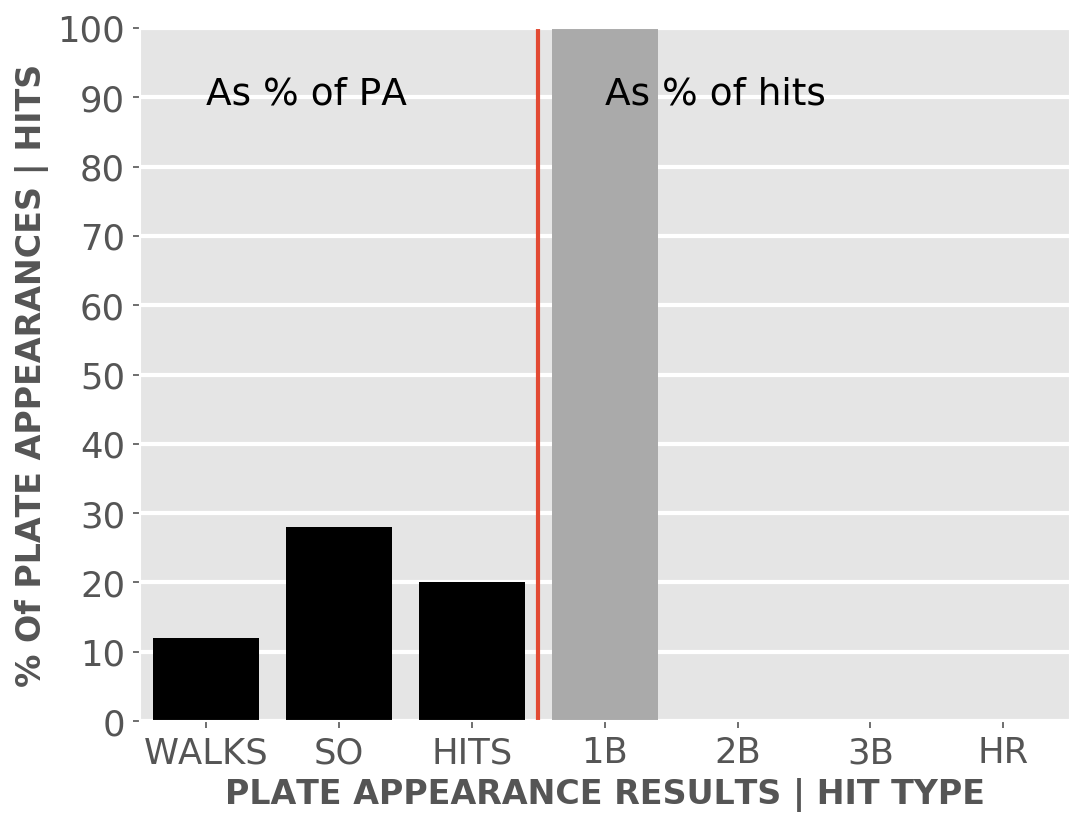 % Of PLATE APPEARANCES | HITS
100
90
80
70
60
50
40
30
20
10
0
As % of PA
As % of hits
WALKS SO HITS 1B 2B 3B HR
PLATE APPEARANCE RESULTS | HIT TYPE